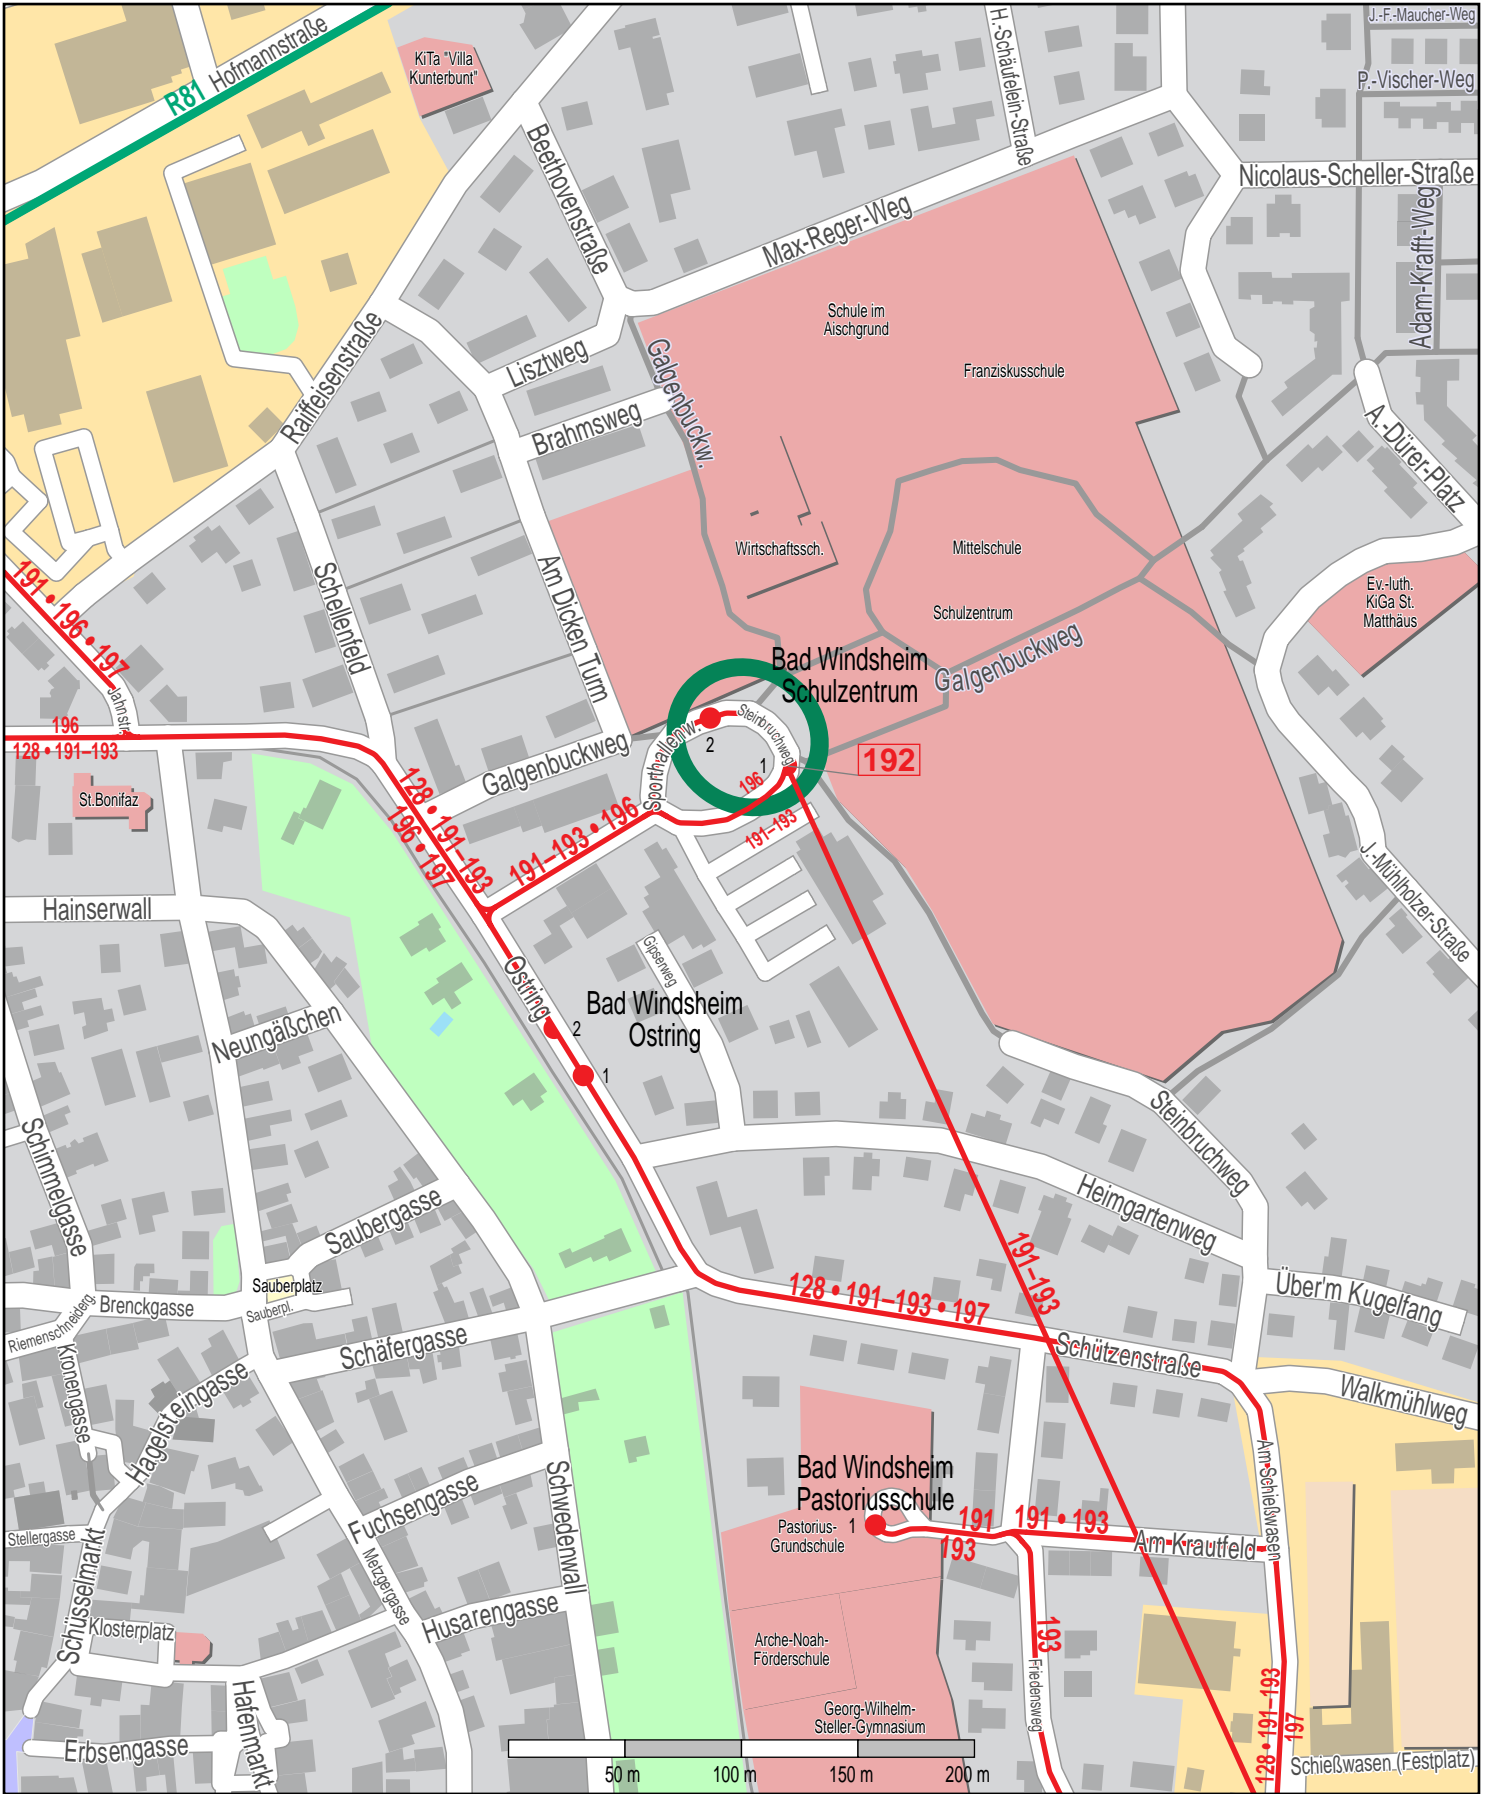 J.-F.-Maucher-Weg
H.-Schäufelein-Straße
Hofmannstraße
R81
KiTa "Villa
Kunterbunt"
P.-Vischer-Weg
Beethovenstraße
Nicolaus-Scheller-Straße
Adam-Krafft-Weg
Max-Reger-Weg
Schule im
Aischgrund
Franziskusschule
Raiffeisenstraße
Lisztweg
Galgenbuckw.
Brahmsweg
A.-Dürer-Platz
Wirtschaftssch.
Mittelschule
Schulzentrum
Ev.-luth.
KiGa St.
Matthäus
Am Dicken Turm
Schellenfeld
191 • 196 • 197
Jahnstr.
Galgenbuckweg
Bad Windsheim
Schulzentrum
196
128 • 191–193
Steinbruchweg
Sporthallenw.
2
1
192
Galgenbuckweg
St.Bonifaz
128 • 191–193
196 • 197
191–193 • 196
196
191–193
J.-Mühlholzer-Straße
Hainserwall
Gipserweg
Ostring
Bad Windsheim
Ostring
2
1
Neungäßchen
Schimmelgasse
Steinbruchweg
Heimgartenweg
Saubergasse
Sauberplatz
Sauberpl.
Brenckgasse
Riemenschneiderg.
Kronengasse
Schäfergasse
Hagelsteingasse
128 • 191–193 • 197
191–193
Über'm Kugelfang
Schützenstraße
Walkmühlweg
Am Schießwasen
Bad Windsheim
Pastoriusschule
1
Pastorius-
Grundschule
191
193
191 • 193
Am Krautfeld
Fuchsengasse
Schwedenwall
Stellergasse
Schüsselmarkt
Metzgergasse
Husarengasse
Klosterplatz
Arche-Noah-
Förderschule
193
Friedensweg
Georg-Wilhelm-
Steller-Gymnasium
128 • 191–193
197
Hafenmarkt
Erbsengasse
Schießwasen (Festplatz)
50 m
100 m
150 m
200 m